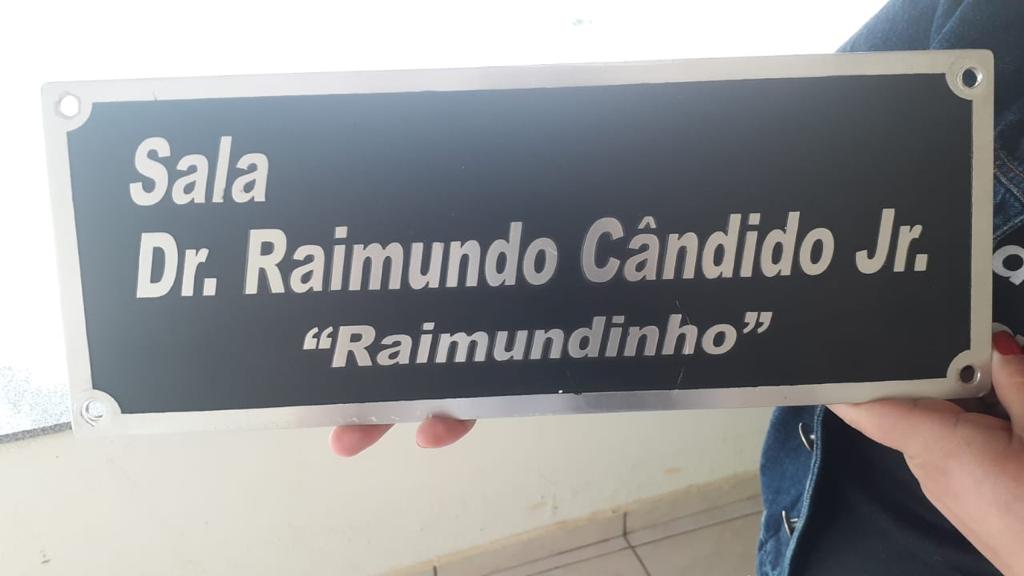 Sala
Dr. Raimundo Cândido Jr.
“Raimundinho”